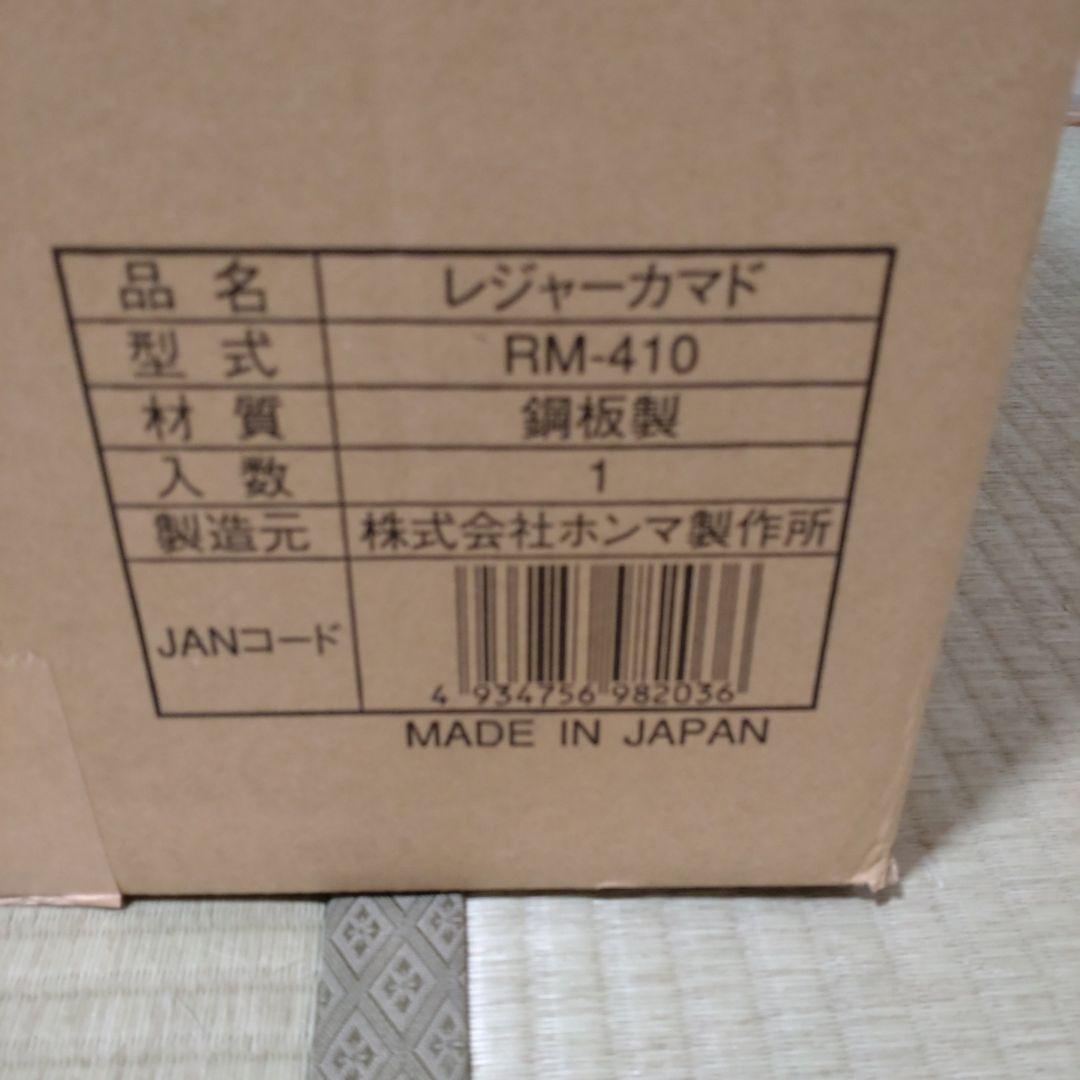 品名 レジャーカマド
型式 RM-410
材質 鋼板製
入数 1
製造元 株式会社ホンマ製作所
JANコード 4 934756 982036
MADE IN JAPAN